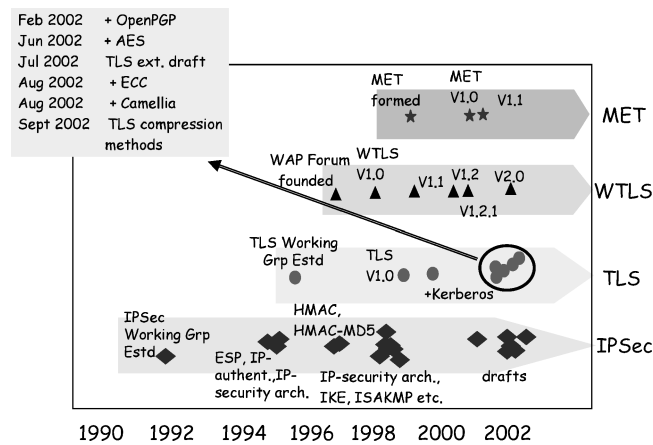 Feb 2002 + OpenPGP
Jun 2002 + AES
Jul 2002 TLS ext. draft
Aug 2002 + ECC
Aug 2002 + Camellia
Sept 2002 TLS compression
methods
MET
formed
MET
V1.0
V1.1
MET
WAP Forum
founded
WTLS
V1.0
V1.1
V1.2
V1.2.1
V2.0
WTLS
TLS Working
Grp Estd
TLS
V1.0
+Kerberos
TLS
IPSec
Working Grp
Estd
ESP, IP-
authent.,IP-
security arch.
HMAC,
HMAC-MD5
IP-security arch.,
IKE, ISAKMP etc.
drafts
IPSec
1990 1992 1994 1996 1998 2000 2002